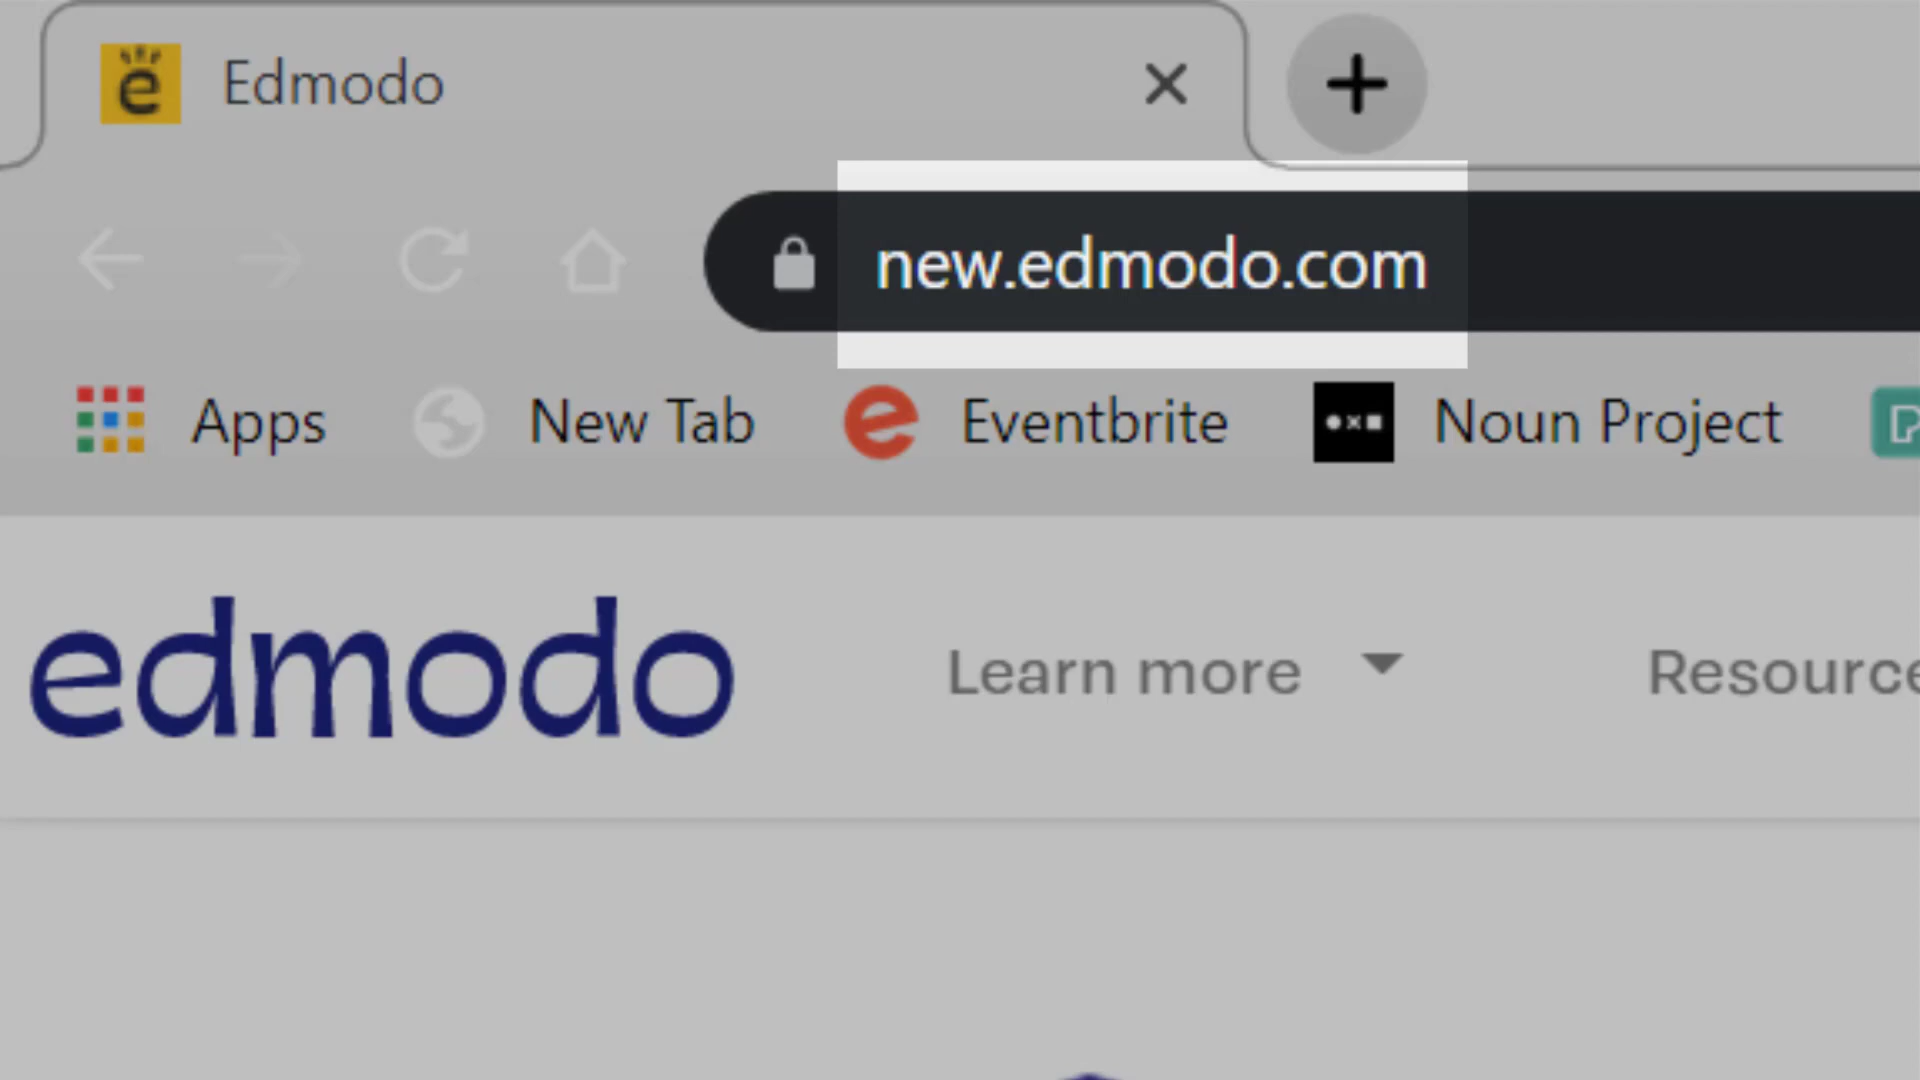 Edmodo
new.edmodo.com
Apps New Tab Eventbrite Noun Project
edmodo Learn more